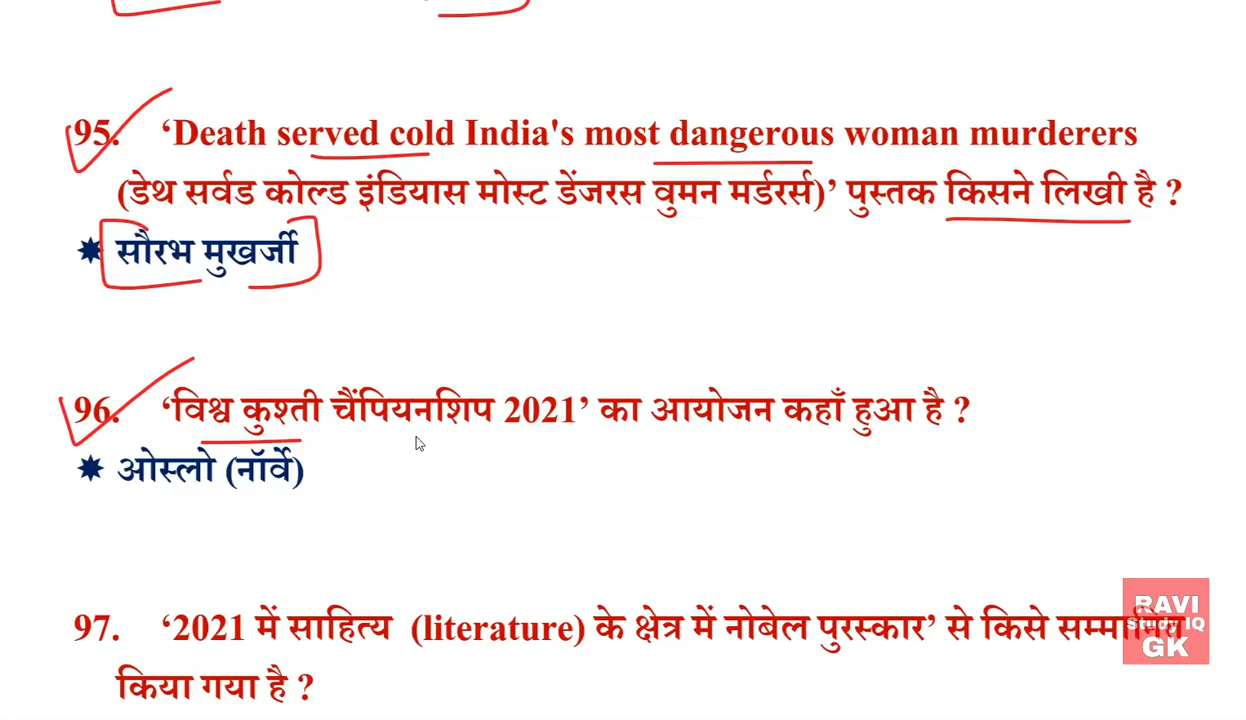 95. ‘Death served cold India's most dangerous woman murderers
(डेथ सर्वड कोल्ड इंडियास मोस्ट डेंजरस वुमन मर्डरर्स)’ पुस्तक किसने लिखी है ?
✷ सौरभ मुखर्जी
96. ‘विश्व कुश्ती चैंपियनशिप 2021’ का आयोजन कहाँ हुआ है ?
✷ ओस्लो (नॉर्वे)
97. ‘2021 में साहित्य (literature) के क्षेत्र में नोबेल पुरस्कार’ से किसे
किया गया है ?
RAVI
Study IQ
GK